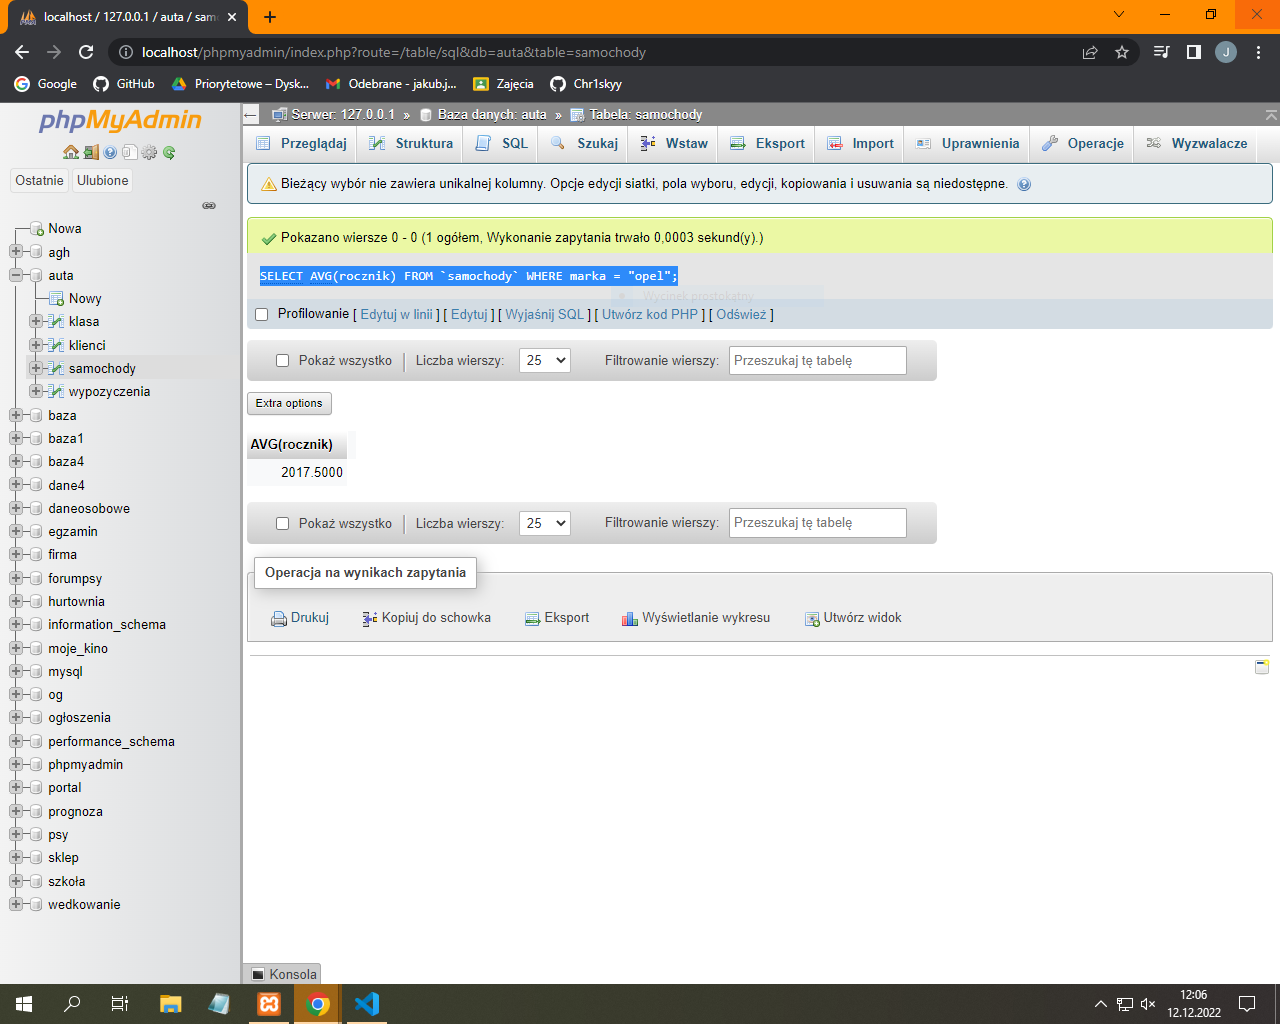 localhost / 127.0.0.1 / auta / sam
localhost/phpmyadmin/index.php?route=/table/sql&db=auta&table=samochody
J
Google
GitHub
Priorytetowe – Dysk...
Odebrane - jakub.j...
Zajęcia
Chr1skyy
phpMyAdmin
Ostatnie
Ulubione
Nowa
agh
auta
Nowy
klasa
klienci
samochody
wypozyczenia
baza
baza1
baza4
dane4
daneosobowe
egzamin
firma
forumpsy
hurtownia
information_schema
moje_kino
mysql
og
ogłoszenia
performance_schema
phpmyadmin
portal
prognoza
psy
sklep
szkoła
wedkowanie
Serwer: 127.0.0.1 » Baza danych: auta » Tabela: samochody
Przeglądaj
Struktura
SQL
Szukaj
Wstaw
Eksport
Import
Uprawnienia
Operacje
Wyzwalacze
Bieżący wybór nie zawiera unikalnej kolumny. Opcje edycji siatki, pola wyboru, edycji, kopiowania i usuwania są niedostępne.
Pokazano wiersze 0 - 0 (1 ogółem, Wykonanie zapytania trwało 0,0003 sekund(y).)
SELECT AVG(rocznik) FROM `samochody` WHERE marka = "opel";
Wycinek prostokątny
Profilowanie [ Edytuj w linii ] [ Edytuj ] [ Wyjaśnij SQL ] [ Utwórz kod PHP ] [ Odśwież ]
Pokaż wszystko
Liczba wierszy:
25
Filtrowanie wierszy:
Przeszukaj tę tabelę
Extra options
AVG(rocznik)
2017.5000
Pokaż wszystko
Liczba wierszy:
25
Filtrowanie wierszy:
Przeszukaj tę tabelę
Operacja na wynikach zapytania
Drukuj
Kopiuj do schowka
Eksport
Wyświetlanie wykresu
Utwórz widok
Konsola
12:06
12.12.2022